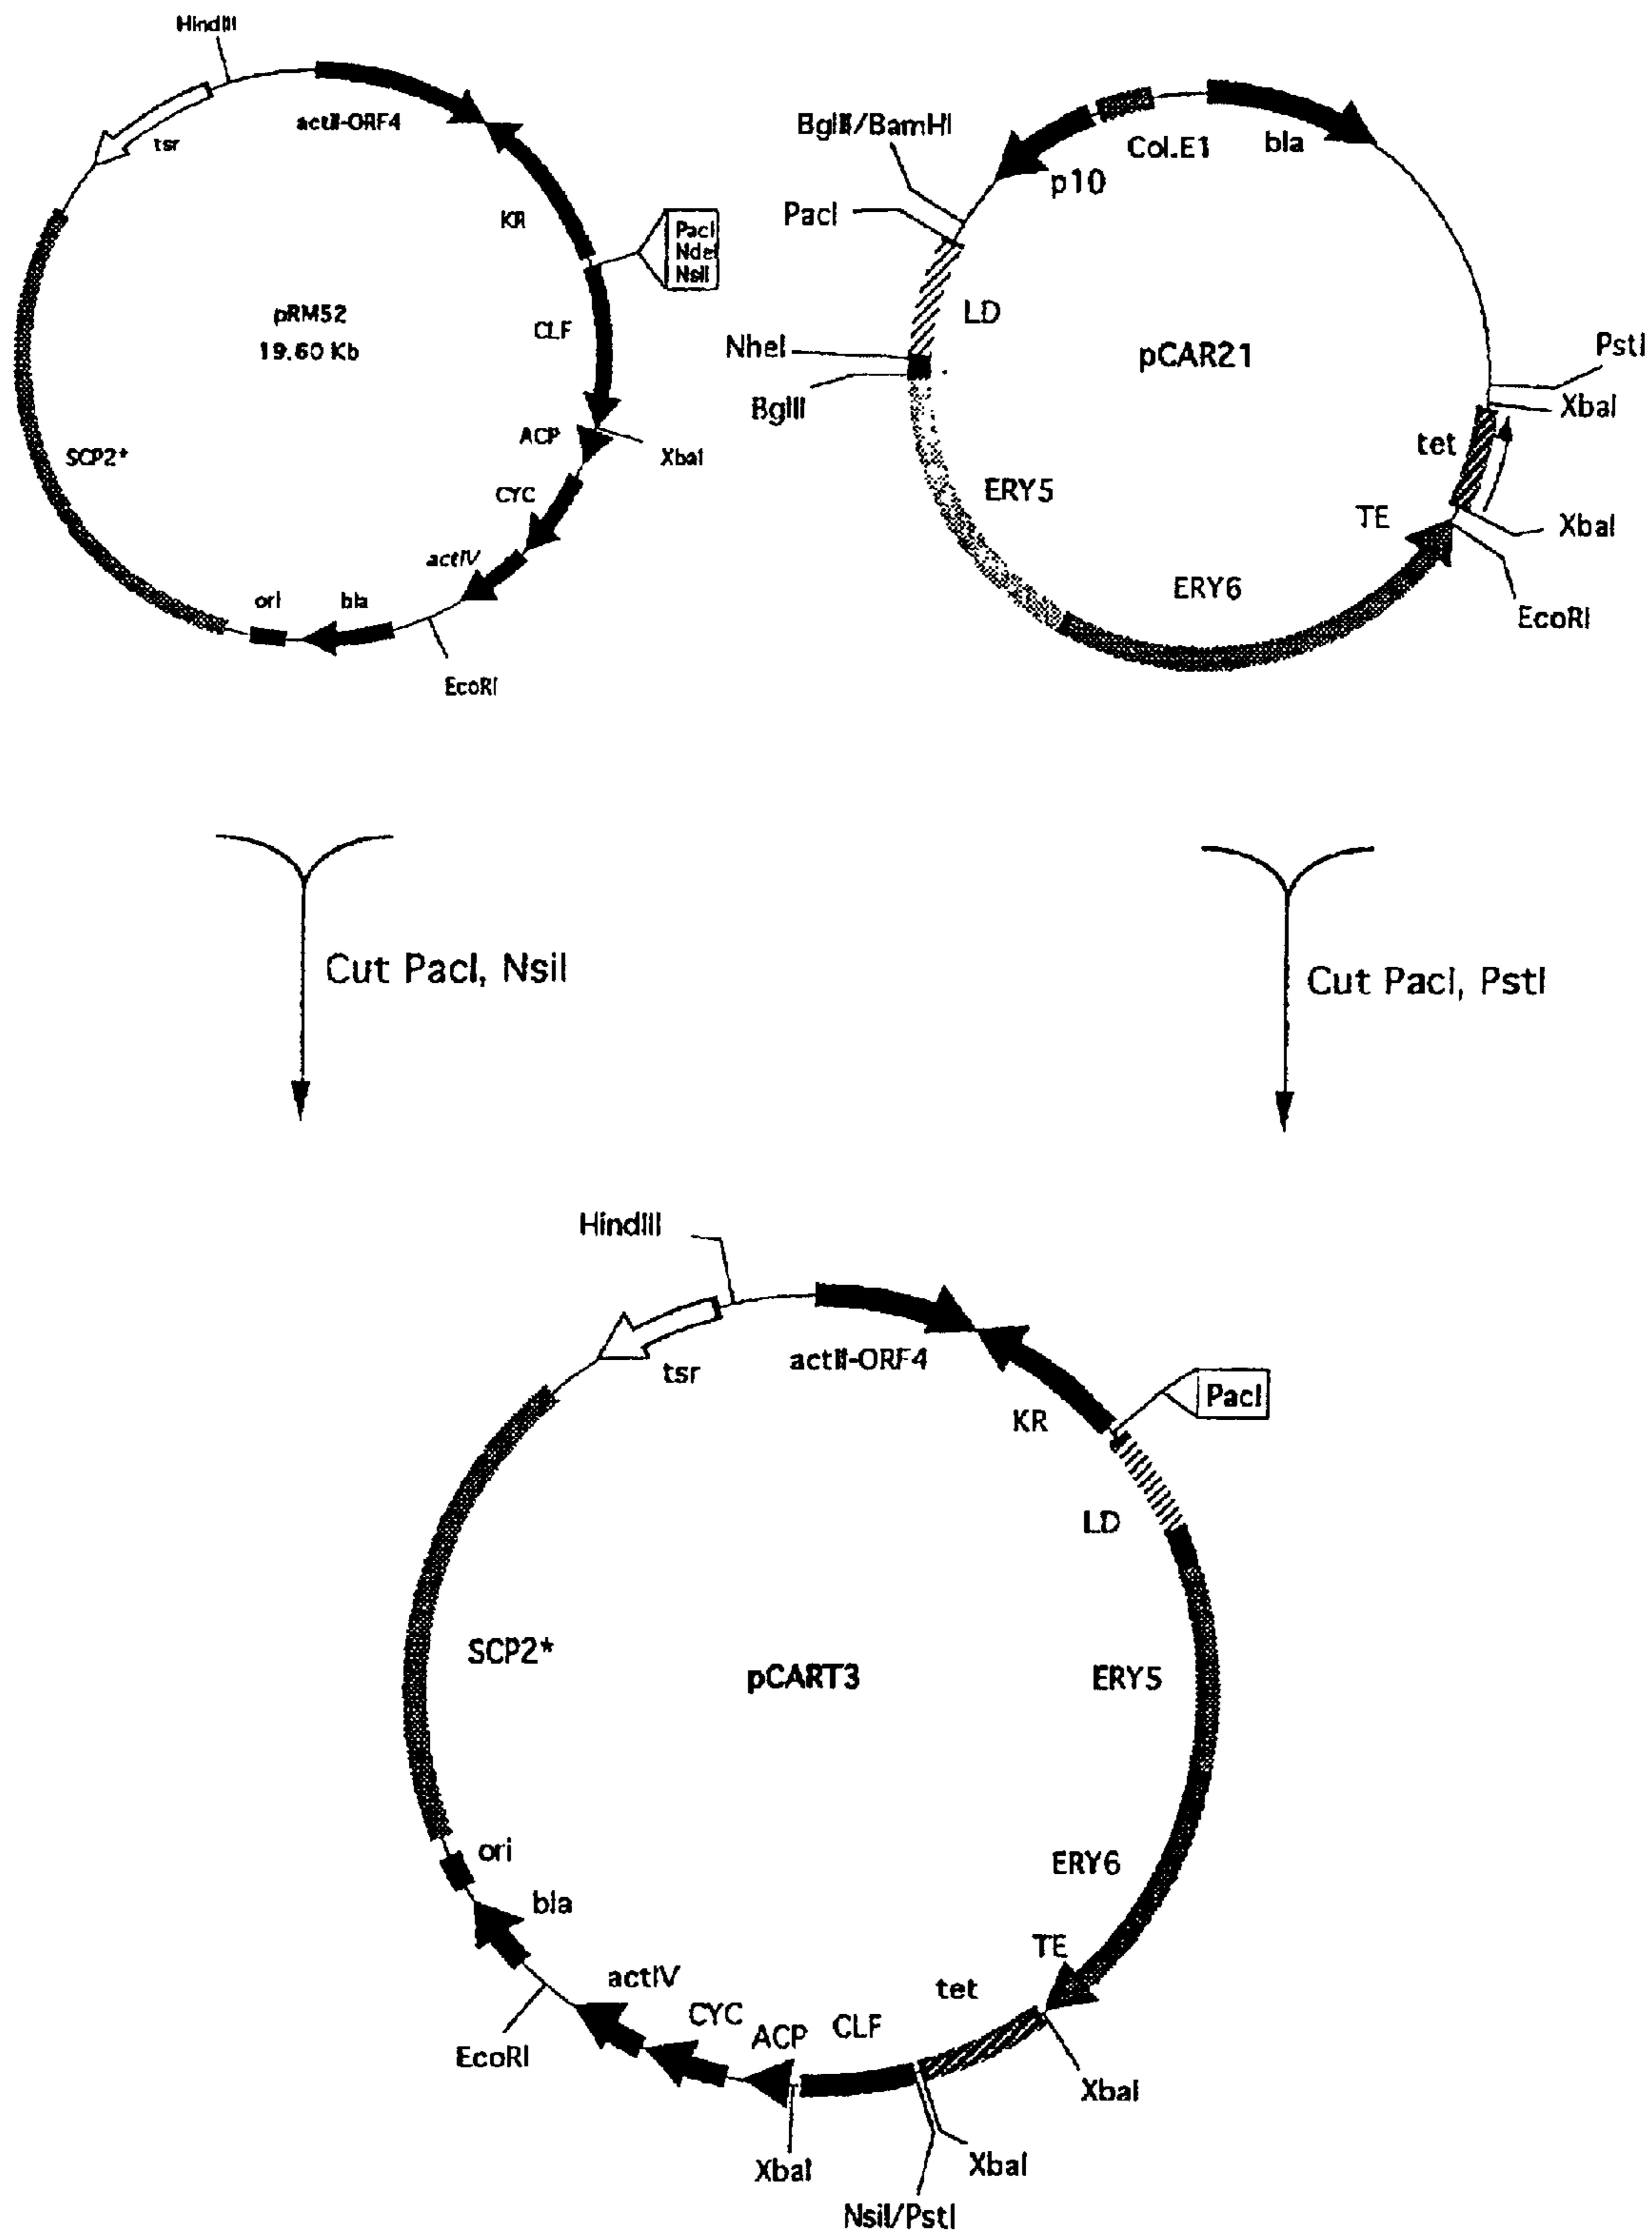 HindIII
actII-ORF4
tsr
KR
PacI
NdeI
NsiI
pRM52
19.60 Kb
CLF
ACP
XbaI
SCP2*
CYC
actIV
ori
bla
EcoRI
BglII/BamHI
Col.E1
bla
p10
PacI
LD
NheI
pCAR21
PstI
BglII
XbaI
tet
ERY5
TE
XbaI
ERY6
EcoRI
Cut PacI, NsiI
Cut PacI, PstI
HindIII
actII-ORF4
tsr
PacI
KR
LD
SCP2*
pCART3
ERY5
ori
ERY6
bla
TE
actIV
tet
CYC
CLF
ACP
EcoRI
XbaI
XbaI
XbaI
NsiI/PstI